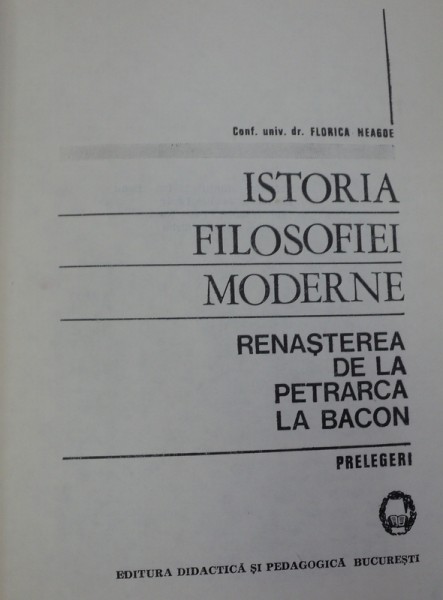 Conf. univ. dr. FLORICA NEAGOE
ISTORIA
FILOSOFIEI
MODERNE
RENAȘTEREA
DE LA
PETRARCA
LA BACON
PRELEGERI
EDITURA DIDACTICĂ ȘI PEDAGOGICĂ BUCUREȘTI